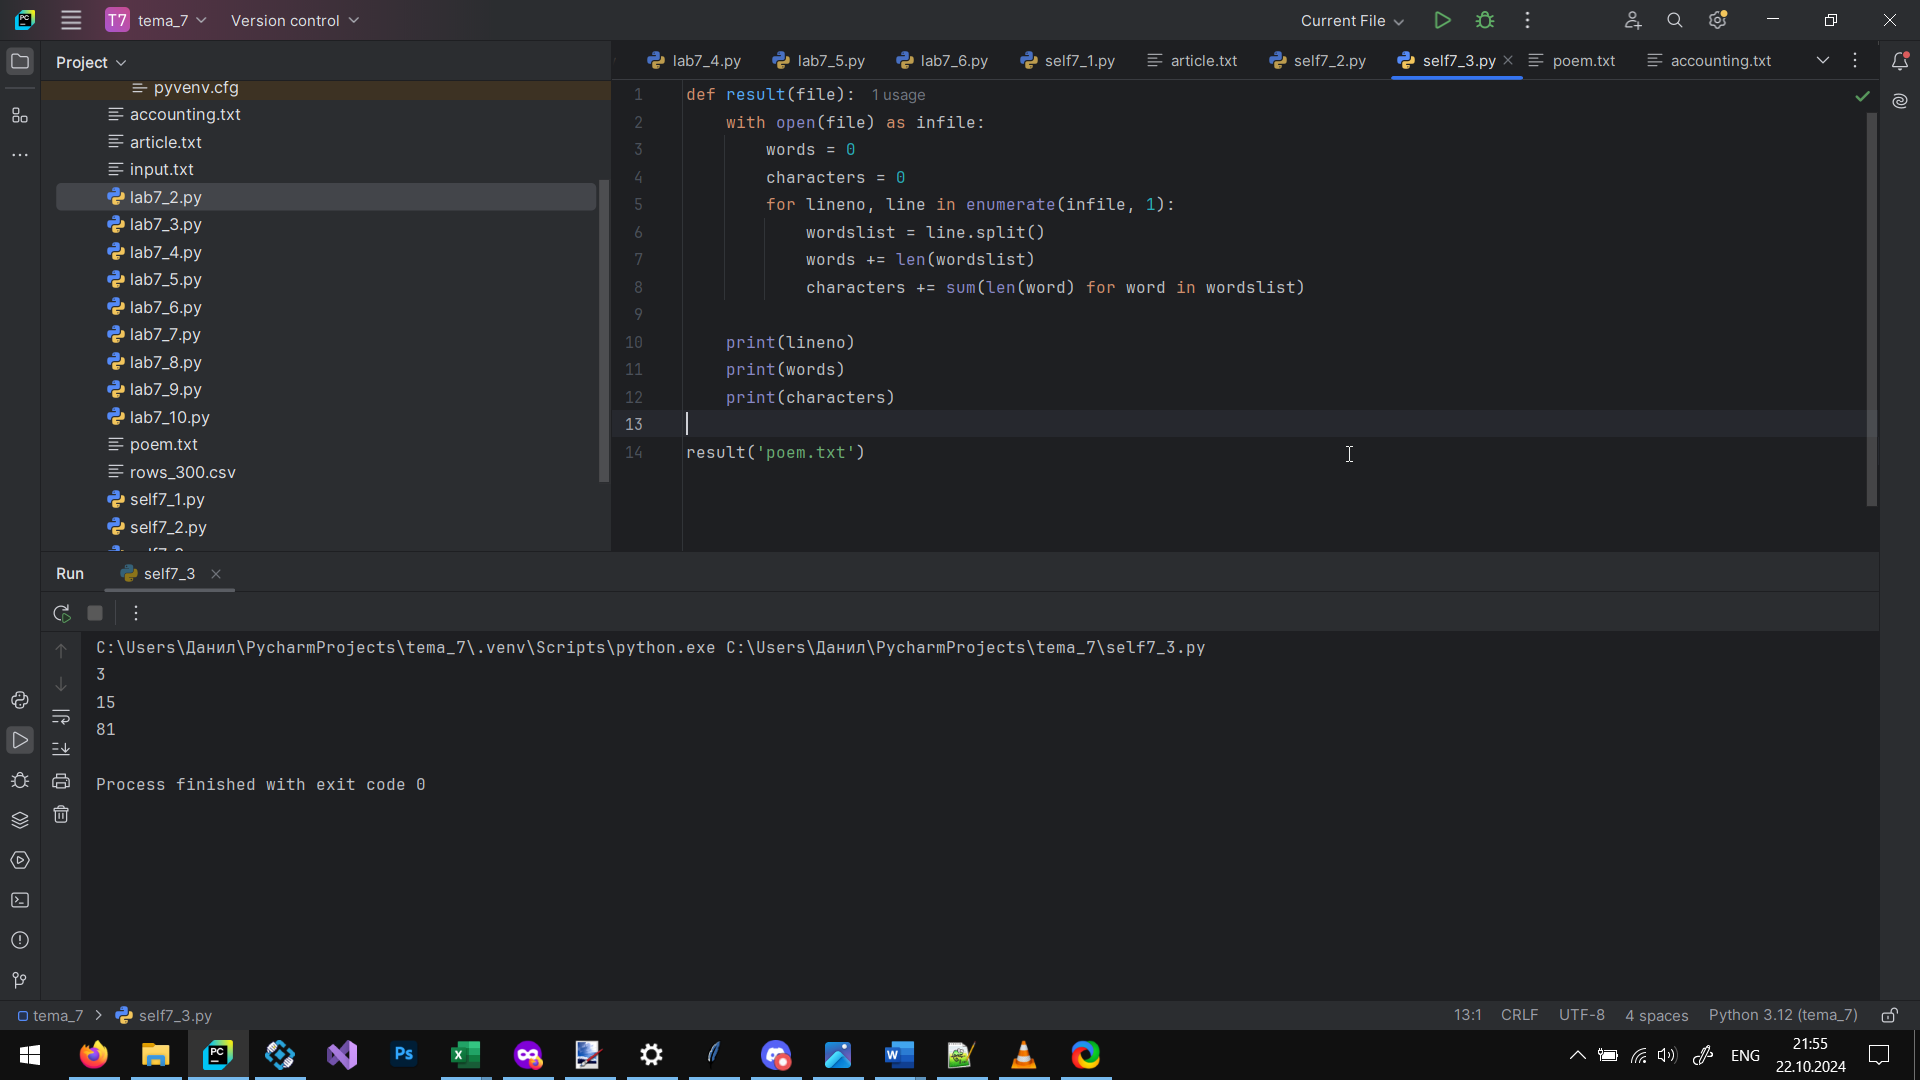 T7 tema_7 Version control Current File
Project
pyvenv.cfg
accounting.txt
article.txt
input.txt
lab7_2.py
lab7_3.py
lab7_4.py
lab7_5.py
lab7_6.py
lab7_7.py
lab7_8.py
lab7_9.py
lab7_10.py
poem.txt
rows_300.csv
self7_1.py
self7_2.py
lab7_4.py lab7_5.py lab7_6.py self7_1.py article.txt self7_2.py self7_3.py poem.txt accounting.txt
1 def result(file): 1 usage
2 with open(file) as infile:
3 words = 0
4 characters = 0
5 for lineno, line in enumerate(infile, 1):
6 wordslist = line.split()
7 words += len(wordslist)
8 characters += sum(len(word) for word in wordslist)
9
10 print(lineno)
11 print(words)
12 print(characters)
13
14 result('poem.txt')
Run self7_3
C:\Users\Данил\PycharmProjects\tema_7\.venv\Scripts\python.exe C:\Users\Данил\PycharmProjects\tema_7\self7_3.py
3
15
81
Process finished with exit code 0
tema_7 > self7_3.py 13:1 CRLF UTF-8 4 spaces Python 3.12 (tema_7)
ENG 21:55
22.10.2024